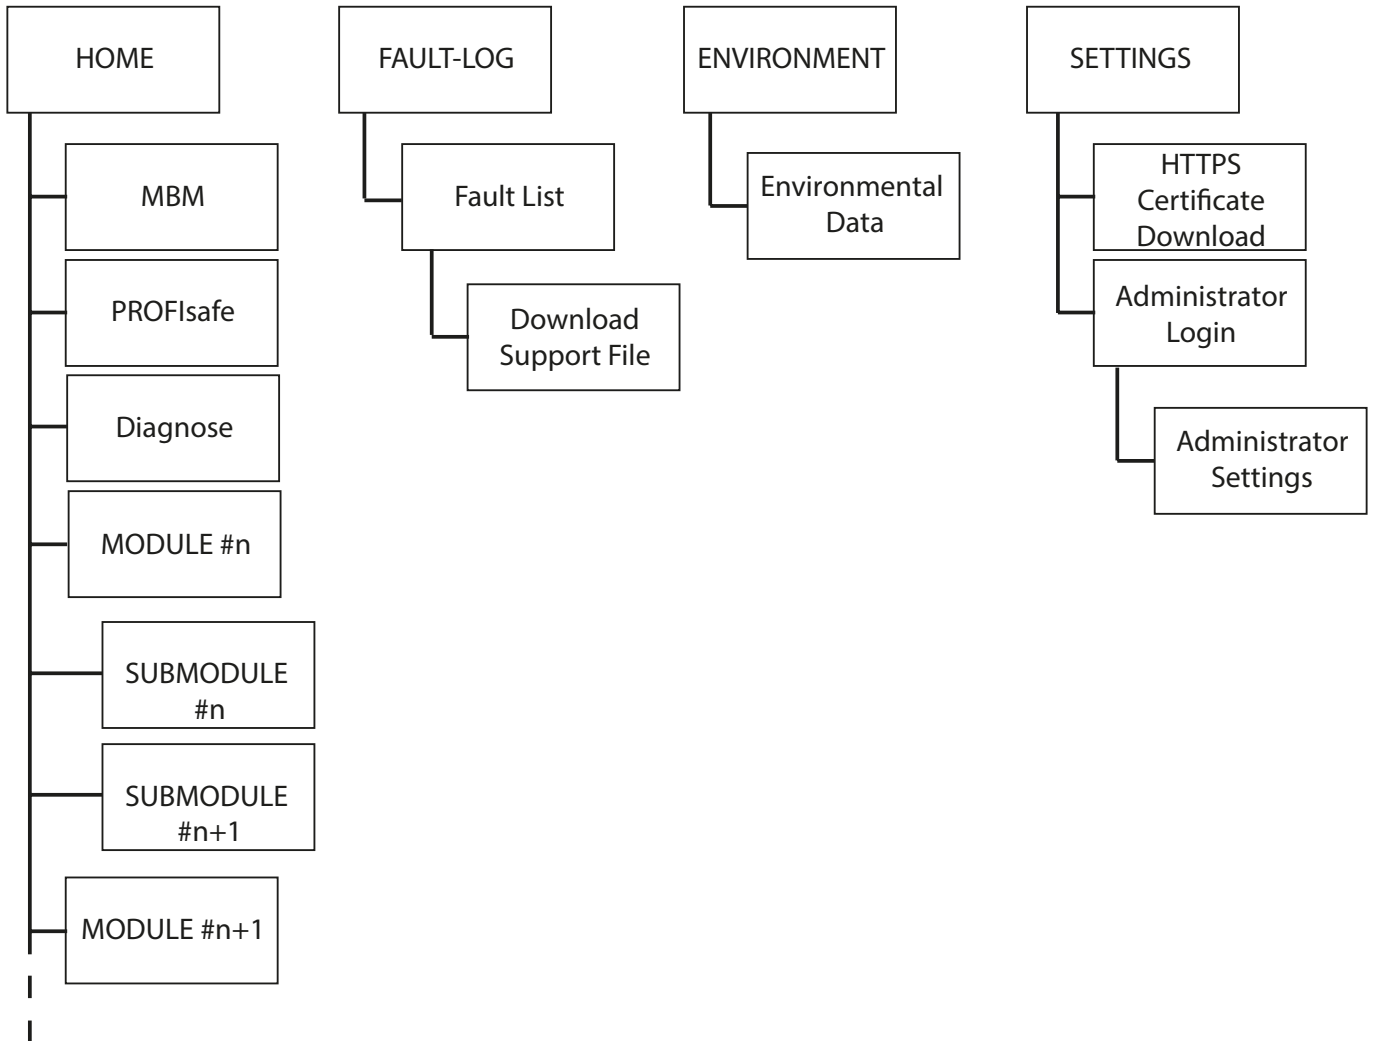 HOME
MBM
PROFIsafe
Diagnose
MODULE #n
SUBMODULE
#n
SUBMODULE
#n+1
MODULE #n+1
FAULT-LOG
Fault List
Download
Support File
ENVIRONMENT
Environmental
Data
SETTINGS
HTTPS
Certificate
Download
Administrator
Login
Administrator
Settings